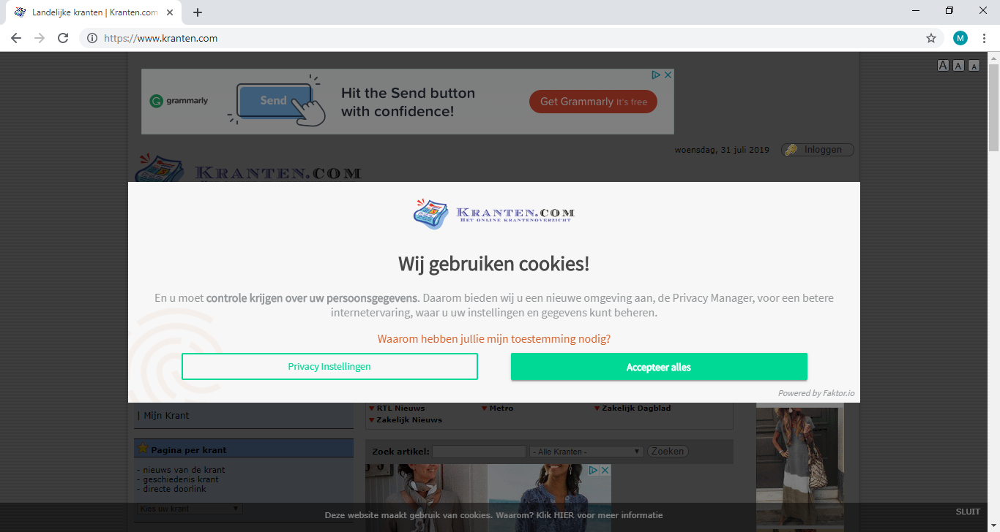 Landelijke kranten | Kranten.com
https://www.kranten.com
M
A A A
grammarly
Send
Hit the Send button
with confidence!
Get Grammarly It's free
woensdag, 31 juli 2019
Inloggen
KRANTEN.COM
KRANTEN.COM
HET ONLINE KRANTENOVERZICHT
Wij gebruiken cookies!
En u moet controle krijgen over uw persoonsgegevens. Daarom bieden wij u een nieuwe omgeving aan, de Privacy Manager, voor een betere
internetervaring, waar u uw instellingen en gegevens kunt beheren.
Waarom hebben jullie mijn toestemming nodig?
Privacy Instellingen
Accepteer alles
Powered by Faktor.io
RTL Nieuws
Metro
Zakelijk Dagblad
Zakelijk Nieuws
| Mijn Krant
Pagina per krant
- nieuws van de krant
- geschiedenis krant
- directe doorlink
Kies uw krant
Zoek artikel:
- Alle Kranten -
Zoeken
Deze website maakt gebruik van cookies. Waarom? Klik HIER voor meer informatie
SLUIT